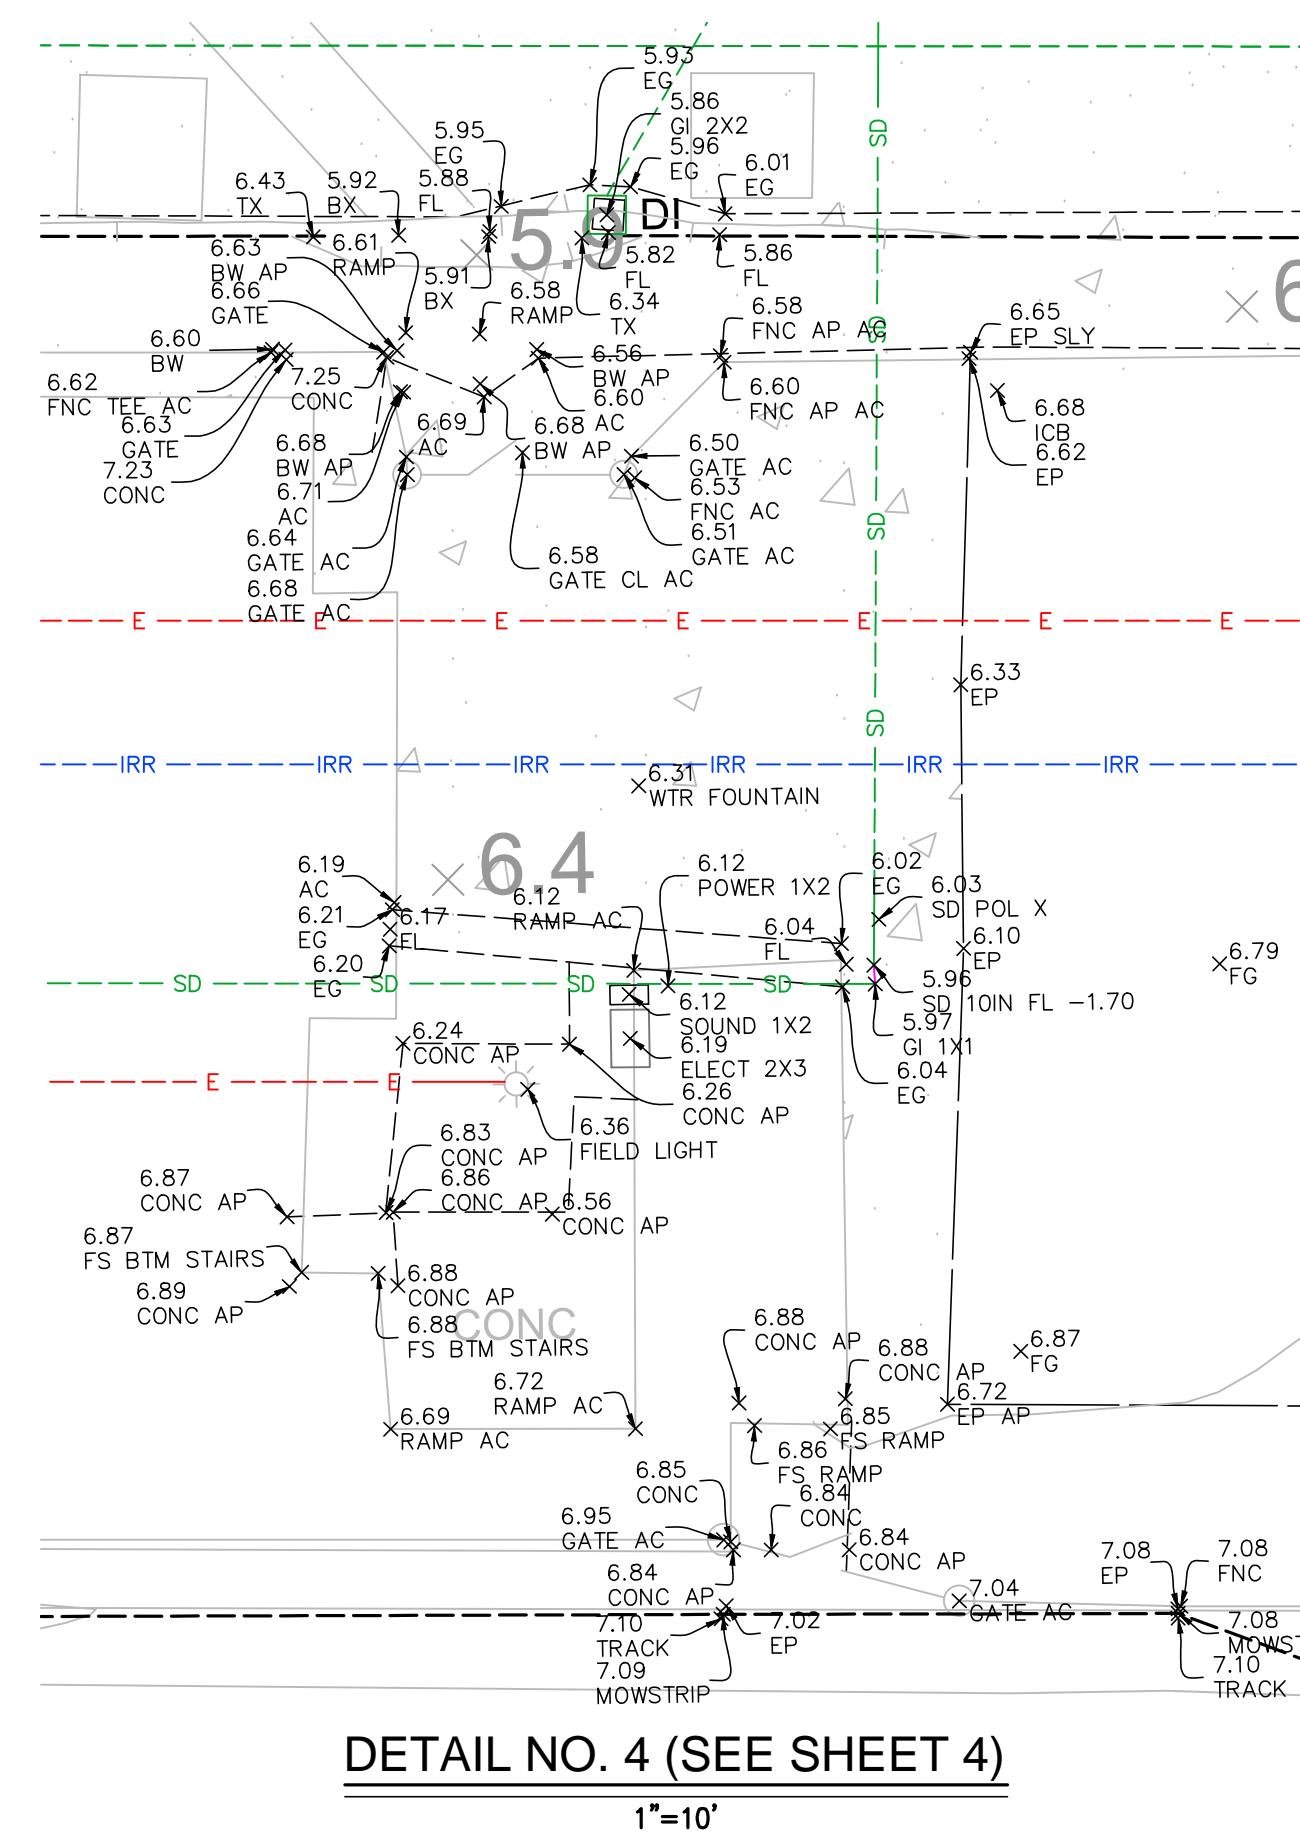 5.93
EG
5.86
GI 2X2
5.96
EG
6.01
EG
SD
5.95
EG
5.88
FL
6.43
TX
5.92
BX
DI
5.9
6.63
BW AP
6.61
RAMP
5.91
BX
5.82
FL
5.86
FL
6.66
GATE
6.58
RAMP
6.34
TX
6.58
FNC AP AC
SD
6.65
EP SLY
6.60
BW
6.62
FNC TEE AC
7.25
CONC
6.56
BW AP
6.60
AC
6.60
FNC AP AC
6.68
ICB
6.63
GATE
6.69
AC
6.68
BW AP
6.68
BW AP
6.50
GATE AC
6.62
EP
7.23
CONC
6.71
AC
6.53
FNC AC
6.51
GATE AC
SD
6.64
GATE AC
6.58
GATE CL AC
6.68
GATE AC
E E E E E E E
6.33
EP
SD
IRR IRR IRR IRR IRR IRR
6.31
WTR FOUNTAIN
6.4
6.19
AC
6.12
POWER 1X2
6.02
EG
6.03
SD POL X
6.12
RAMP AC
6.21
EG
6.17
FL
6.04
FL
6.10
EP
6.79
FG
6.20
EG
SD SD SD SD
5.96
SD 10IN FL -1.70
6.12
SOUND 1X2
5.97
GI 1X1
6.24
CONC AP
6.19
ELECT 2X3
6.04
EG
E E
6.26
CONC AP
6.36
FIELD LIGHT
6.83
CONC AP
6.87
CONC AP
6.86
CONC AP
6.56
CONC AP
6.87
FS BTM STAIRS
6.89
CONC AP
6.88
CONC AP
CONC
6.88
FS BTM STAIRS
6.88
CONC AP
6.88
CONC AP
6.87
FG
6.72
RAMP AC
6.72
EP AP
6.69
RAMP AC
6.85
FS RAMP
6.86
FS RAMP
6.85
CONC
6.84
CONC
6.95
GATE AC
6.84
CONC AP
7.08
EP
7.08
FNC
6.84
CONC AP
7.04
GATE AC
7.10
TRACK
7.02
EP
7.08
MOWST
7.09
MOWSTRIP
7.10
TRACK
DETAIL NO. 4 (SEE SHEET 4)
1"=10'